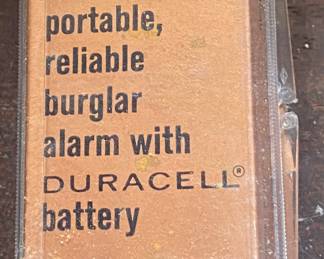 portable,
reliable
burglar
alarm with
DURACELL®
battery